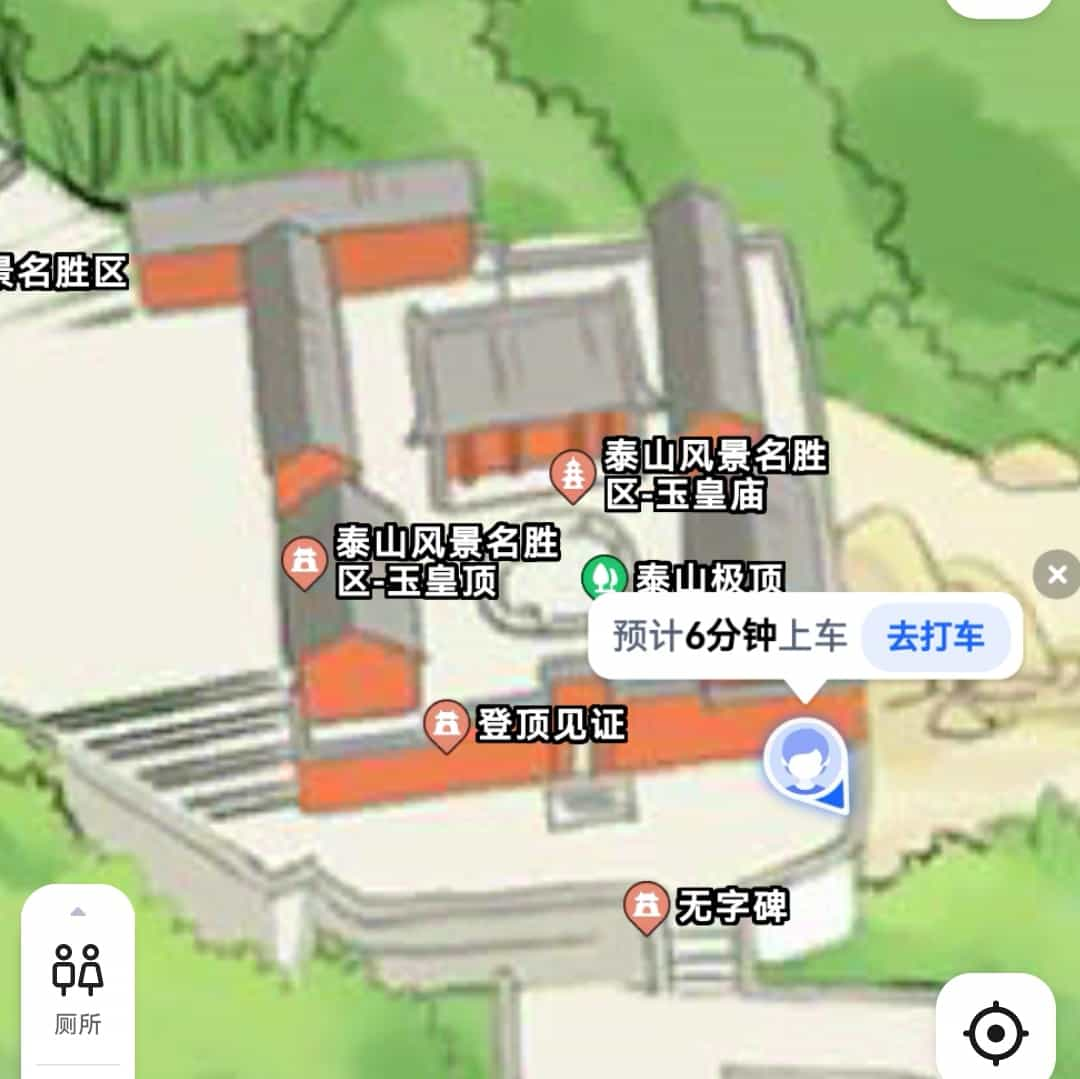 景名胜区
泰山风景名胜
区-玉皇庙
泰山风景名胜
区-玉皇顶
泰山极顶
预计6分钟上车
去打车
登顶见证
无字碑
厕所